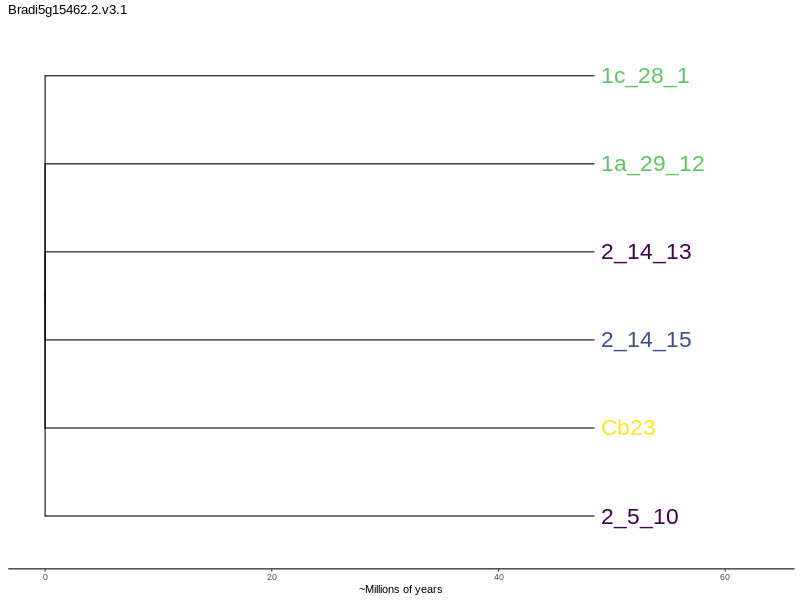 Bradi5g15462.2.v3.1
1c_28_1
1a_29_12
2_14_13
2_14_15
Cb23
2_5_10
0 20 40 60
~Millions of years